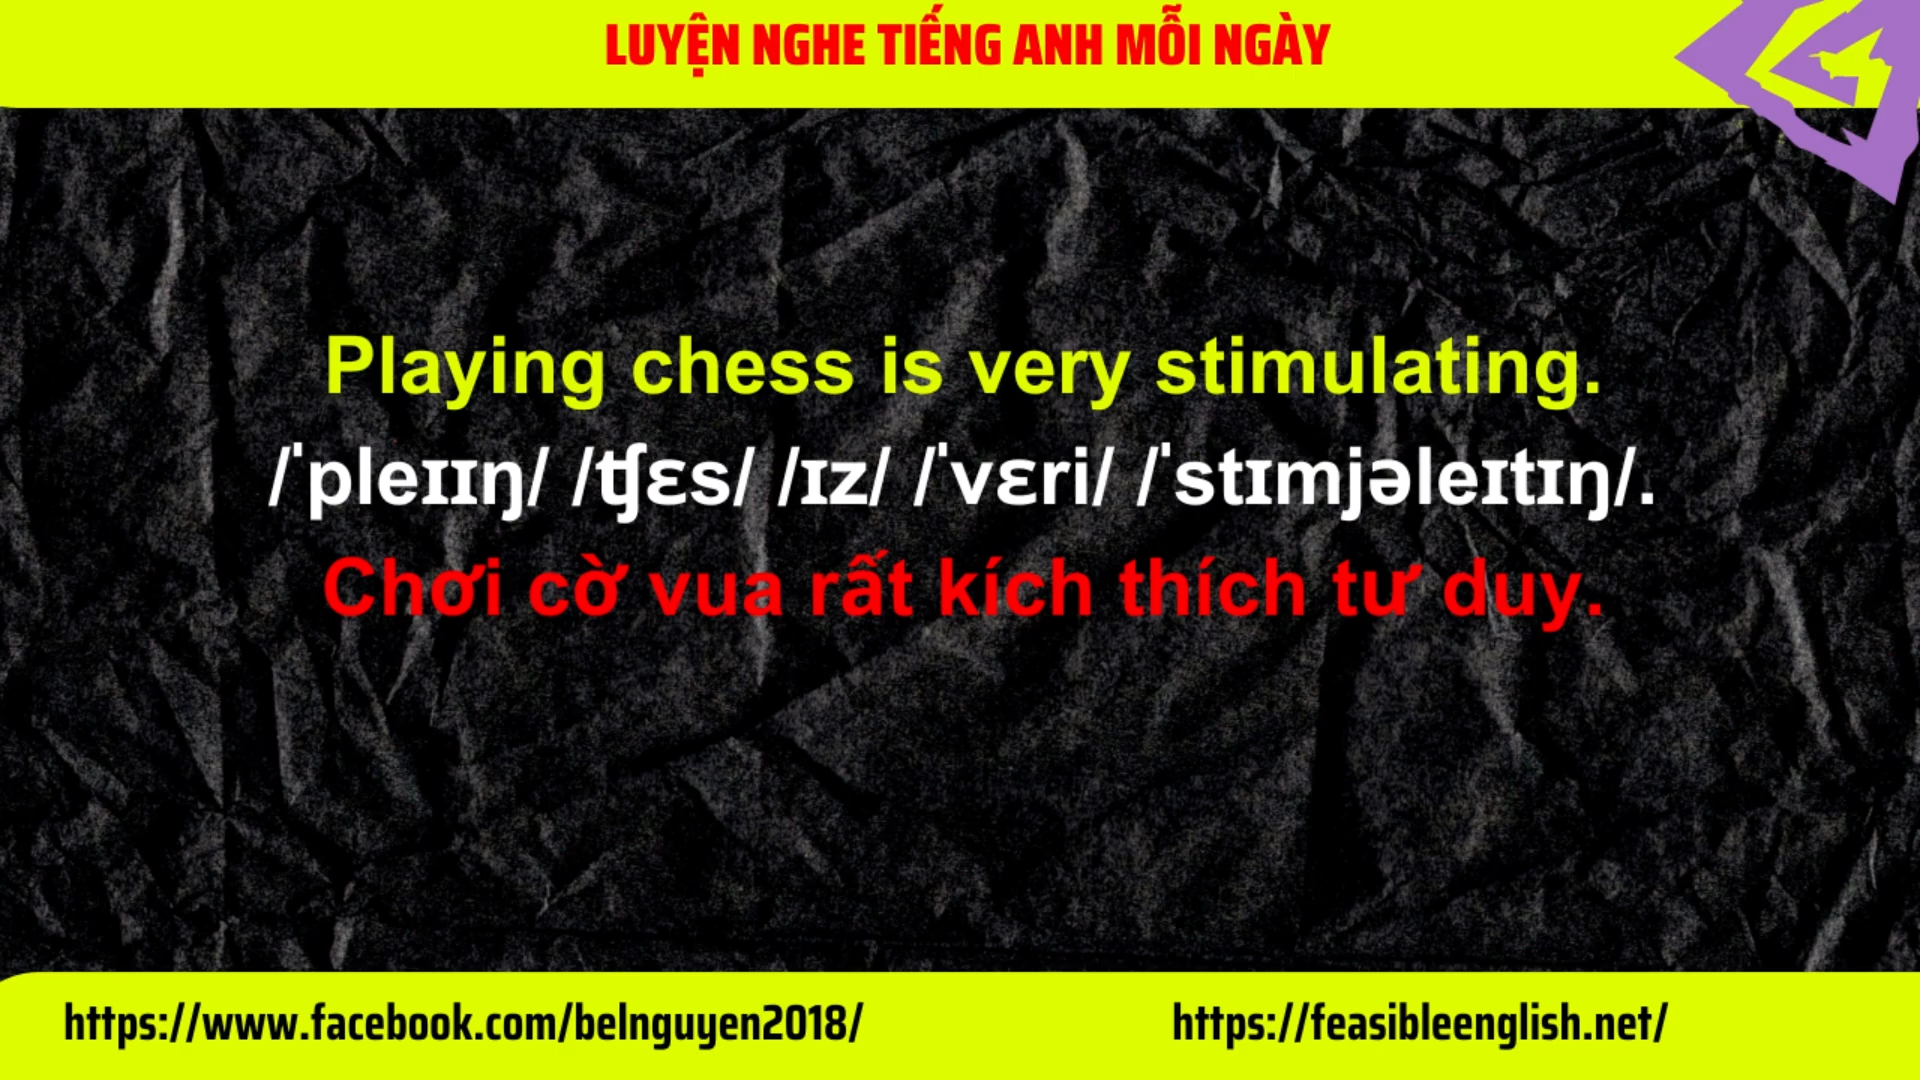 LUYỆN NGHE TIẾNG ANH MỖI NGÀY
Playing chess is very stimulating.
/ˈpleɪɪŋ/ /ʧɛs/ /ɪz/ /ˈvɛri/ /ˈstɪmjəleɪtɪŋ/.
Chơi cờ vua rất kích thích tư duy.
https://www.facebook.com/belnguyen2018/
https://feasibleenglish.net/